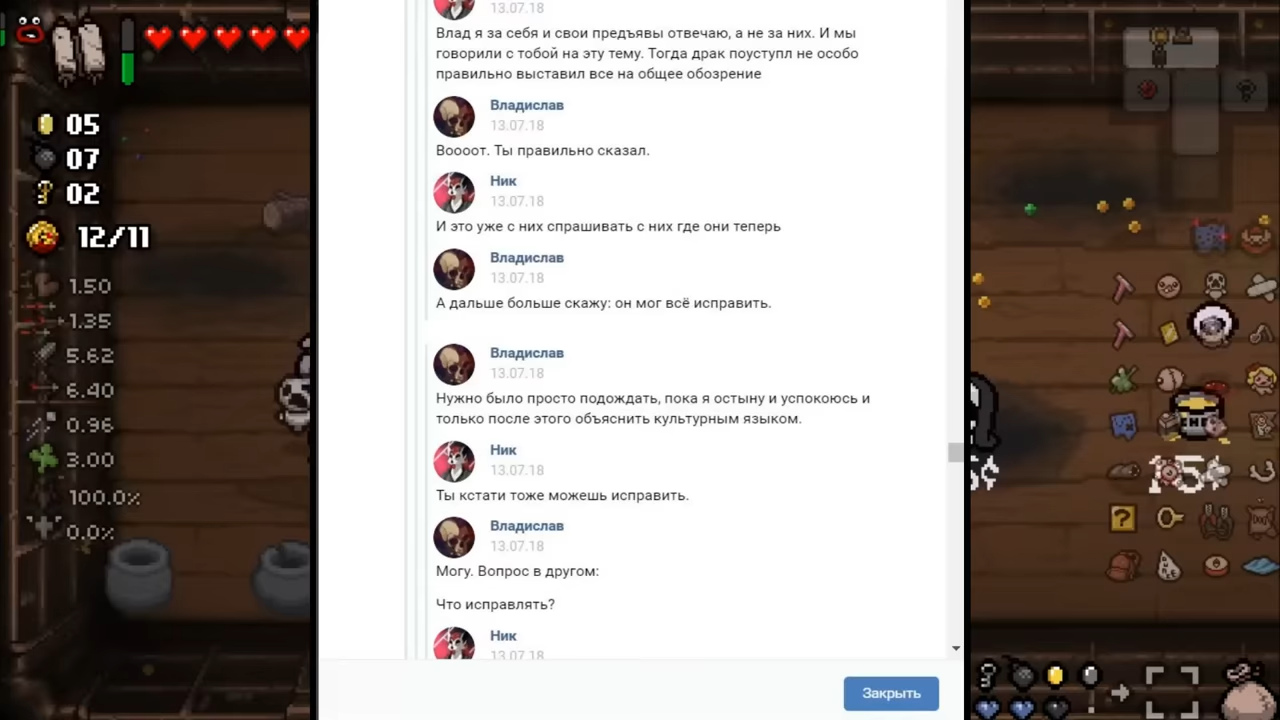 13.07.18
Влад я за себя и свои предъявы отвечаю, а не за них. И мы
говорили с тобой на эту тему. Тогда драк поуступл не особо
правильно выставил все на общее обозрение
Владислав
13.07.18
Воооот. Ты правильно сказал.
Ник
13.07.18
И это уже с них спрашивать с них где они теперь
Владислав
13.07.18
А дальше больше скажу: он мог всё исправить.
Владислав
13.07.18
Нужно было просто подождать, пока я остыну и успокоюсь и
только после этого объяснить культурным языком.
Ник
13.07.18
Ты кстати тоже можешь исправить.
Владислав
13.07.18
Могу. Вопрос в другом:
Что исправлять?
Ник
13.07.18
Закрыть
05
07
02
12/11
1.50
1.35
5.62
6.40
0.96
3.00
100.0%
0.0%
15¢